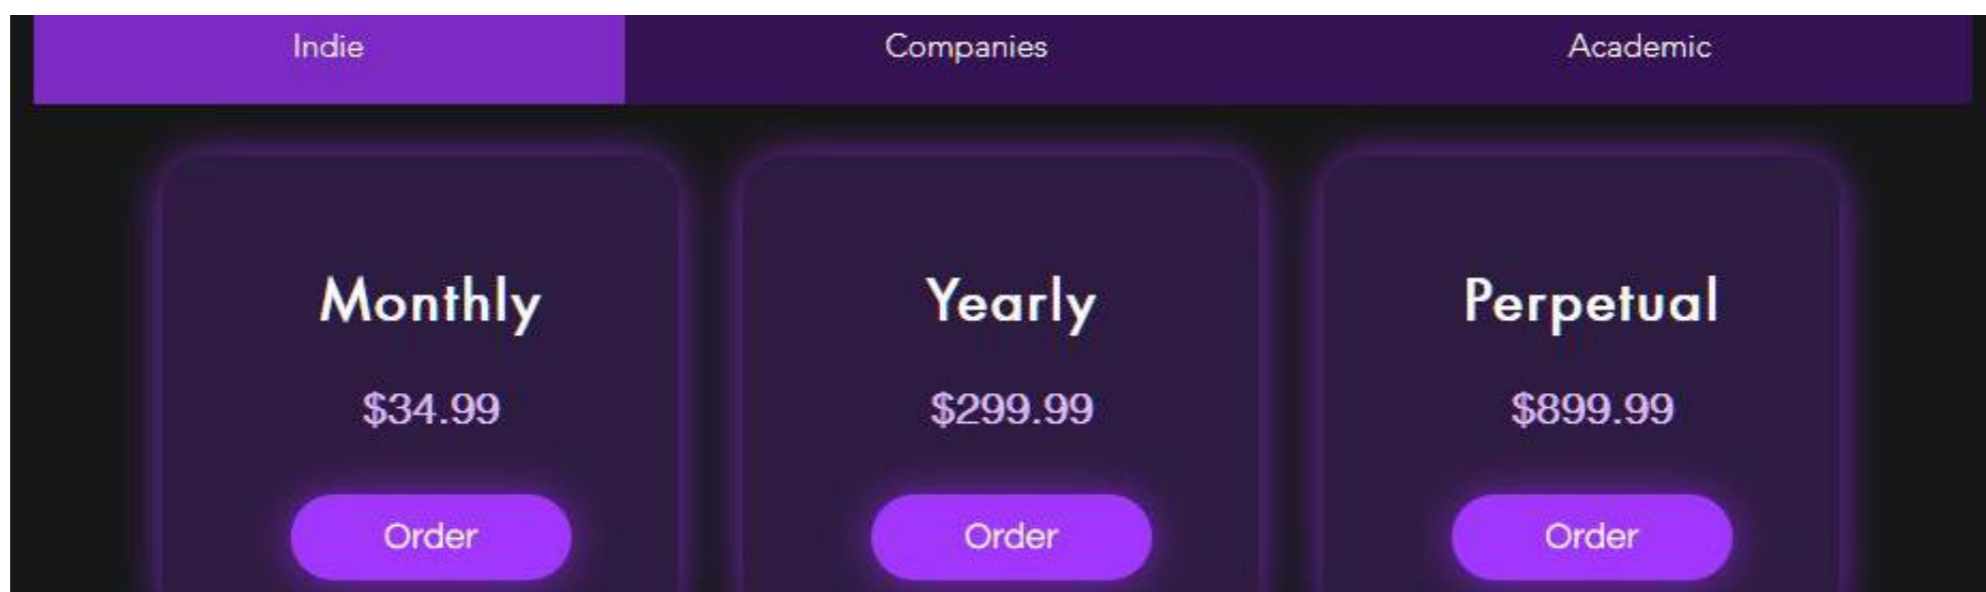 Indie Companies Academic
Monthly Yearly Perpetual
$34.99 $299.99 $899.99
Order Order Order